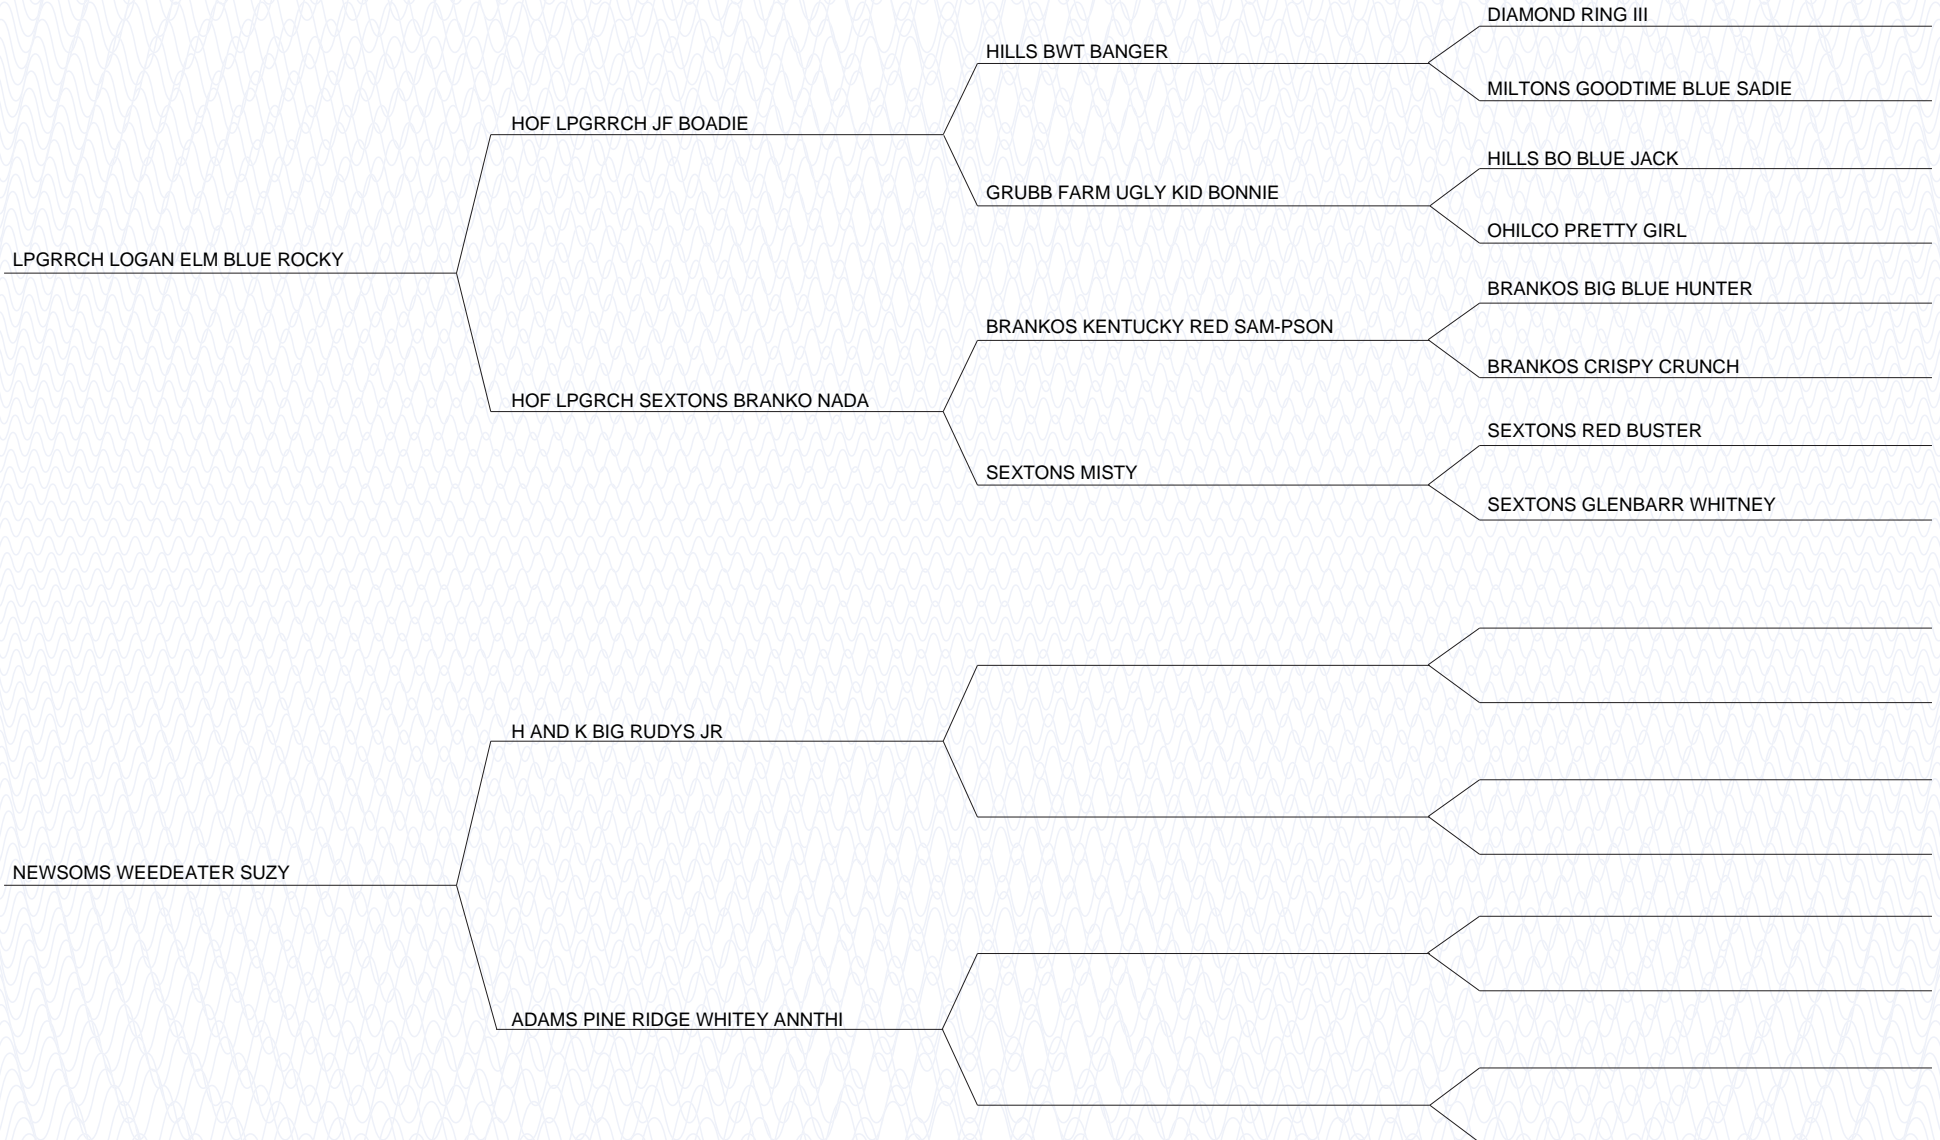 DIAMOND RING III
HILLS BWT BANGER
MILTONS GOODTIME BLUE SADIE
HOF LPGRRCH JF BOADIE
HILLS BO BLUE JACK
GRUBB FARM UGLY KID BONNIE
OHILCO PRETTY GIRL
LPGRRCH LOGAN ELM BLUE ROCKY
BRANKOS BIG BLUE HUNTER
BRANKOS KENTUCKY RED SAM-PSON
BRANKOS CRISPY CRUNCH
HOF LPGRCH SEXTONS BRANKO NADA
SEXTONS RED BUSTER
SEXTONS MISTY
SEXTONS GLENBARR WHITNEY
H AND K BIG RUDYS JR
NEWSOMS WEEDEATER SUZY
ADAMS PINE RIDGE WHITEY ANNTHI